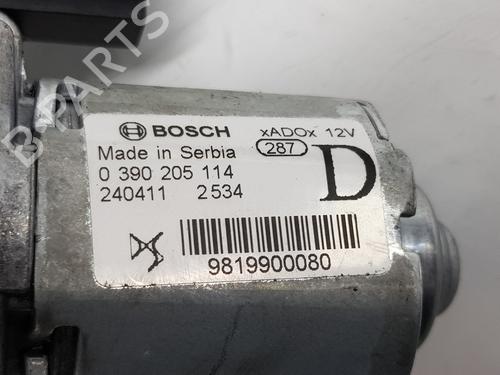 BOSCH xADOx 12V
Made in Serbia 287
0 390 205 114 D
240411 2534
9819900080
B-PARTS